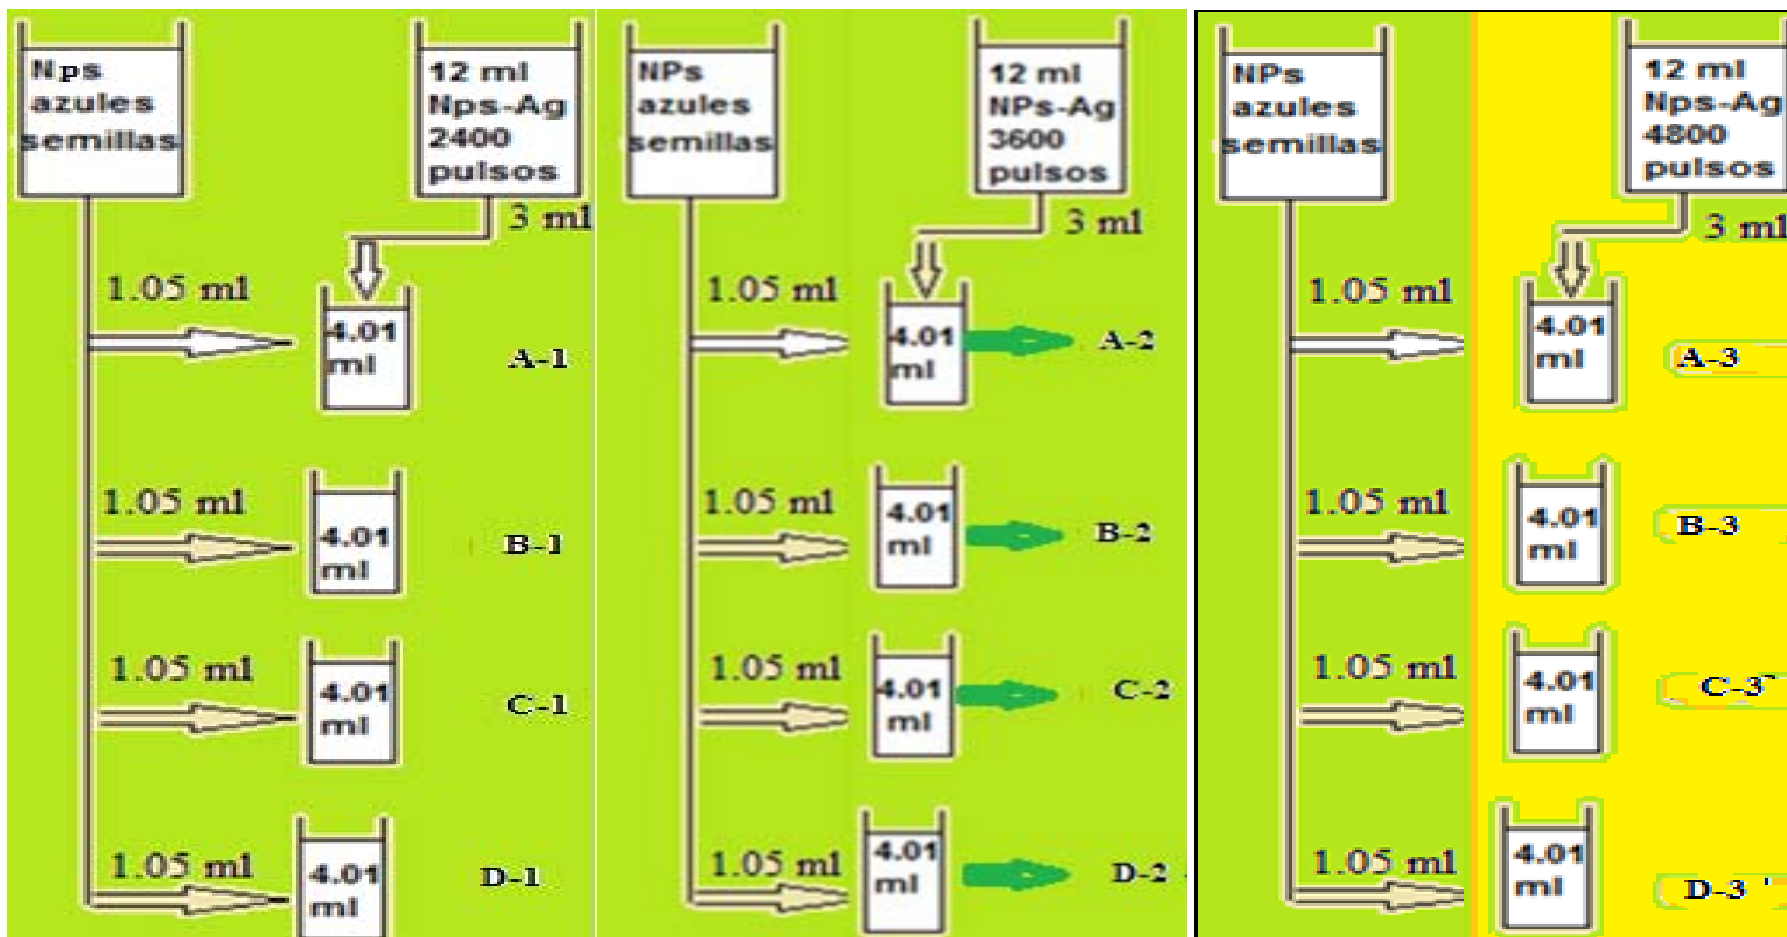 Nps
azules
semillas
12 ml
Nps-Ag
2400
pulsos
3 ml
1.05 ml
4.01
ml
A-1
1.05 ml
4.01
ml
B-1
1.05 ml
4.01
ml
C-1
1.05 ml
4.01
ml
D-1
NPs
azules
semillas
12 ml
NPs-Ag
3600
pulsos
3 ml
1.05 ml
4.01
ml
A-2
1.05 ml
4.01
ml
B-2
1.05 ml
4.01
ml
C-2
1.05 ml
4.01
ml
D-2
NPs
azules
semillas
12 ml
Nps-Ag
4800
pulsos
3 ml
1.05 ml
4.01
ml
A-3
1.05 ml
4.01
ml
B-3
1.05 ml
4.01
ml
C-3
1.05 ml
4.01
ml
D-3